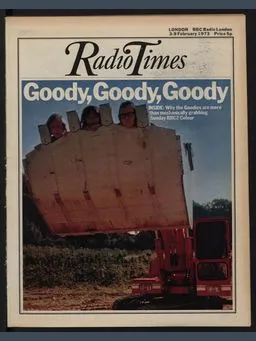 LONDON BBC Radio London
3-9 February 1973 Price 5p
Radio Times
Goody, Goody, Goody
INSIDE: Why the Goodies are more
than mechanically grabbing
Sunday BBC2 Colour